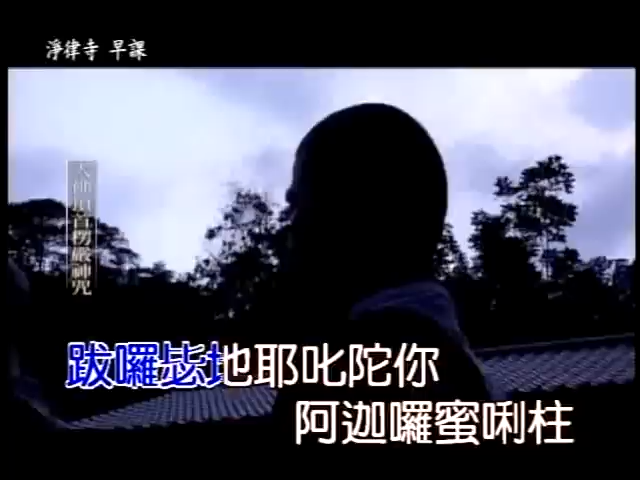 淨律寺 早課
大佛頂首楞嚴神咒
跋囉毖地耶叱陀你
阿迦囉蜜唎柱